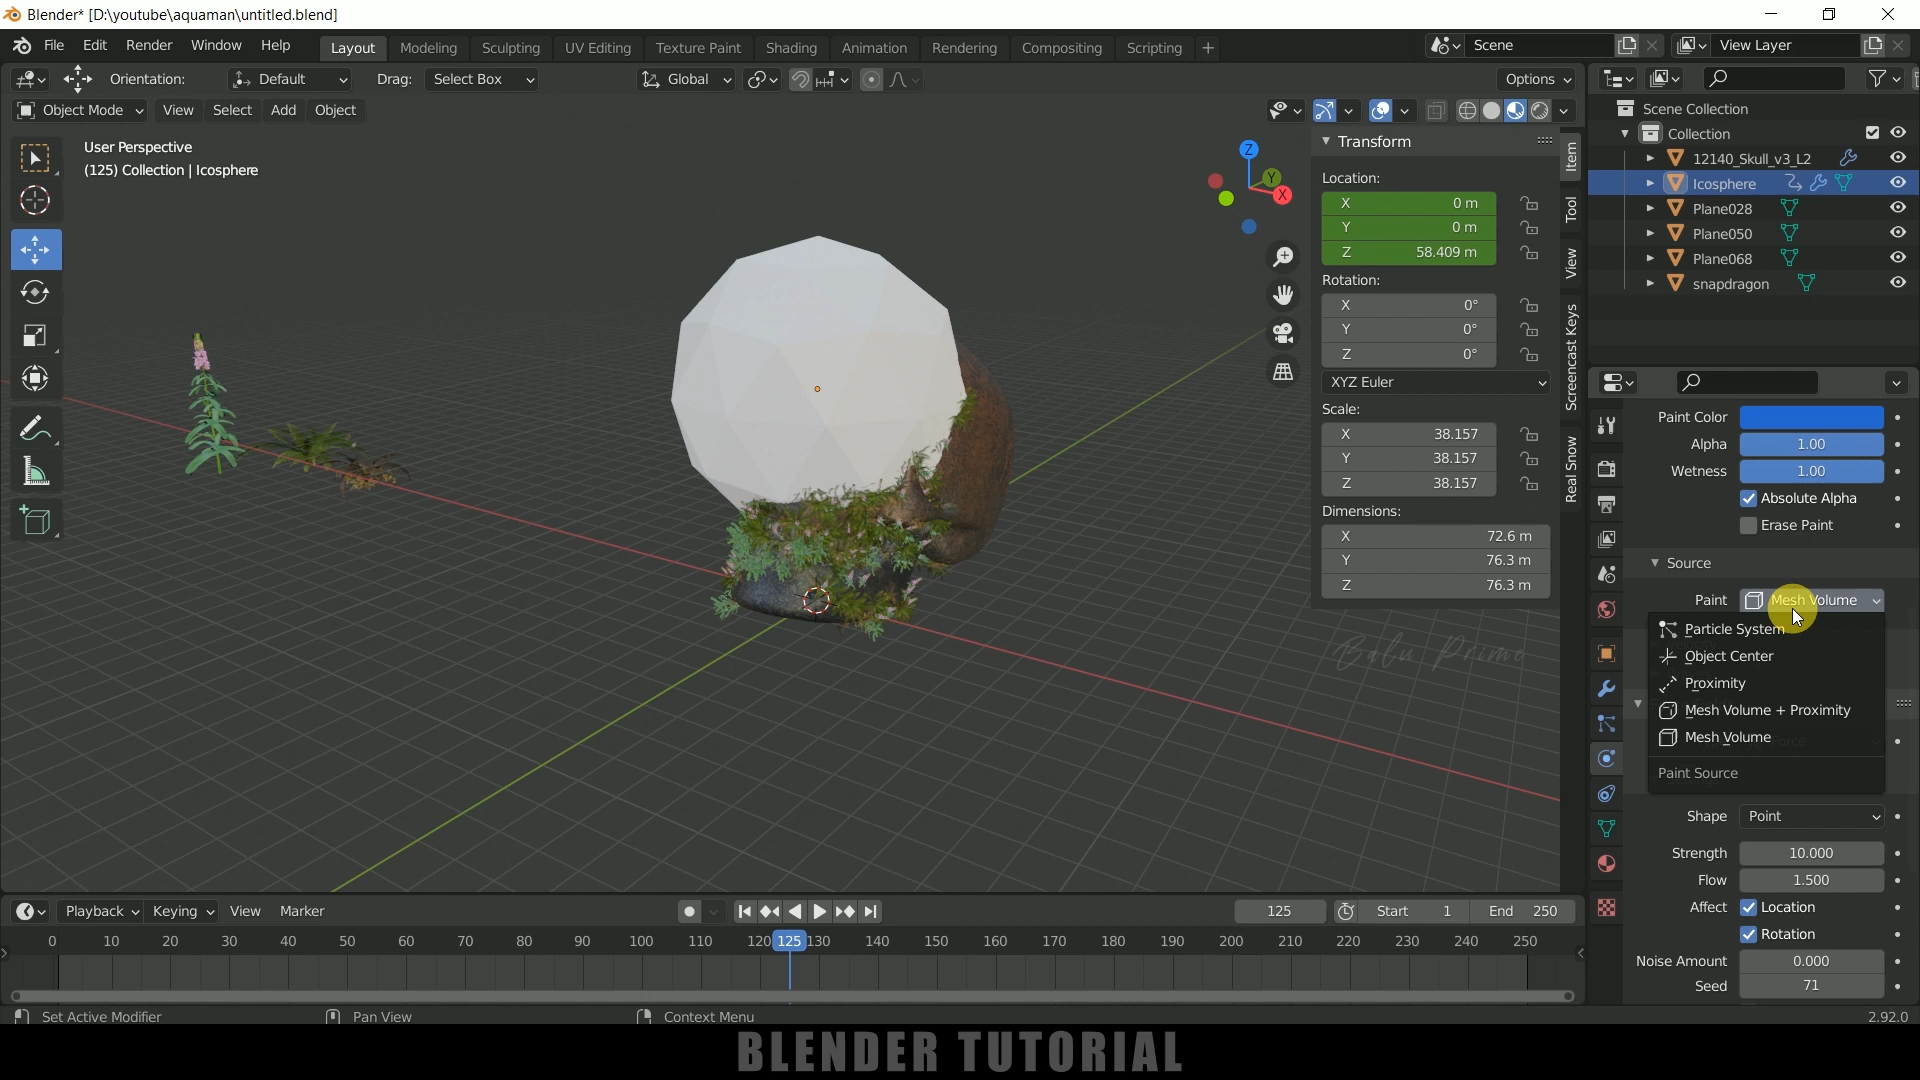 Blender* [D:\youtube\aquaman\untitled.blend]
File Edit Render Window Help Layout Modeling Sculpting UV Editing Texture Paint Shading Animation Rendering Compositing Scripting + Scene View Layer
Orientation: Default Drag: Select Box Global Options
Object Mode View Select Add Object
User Perspective
(125) Collection | Icosphere
Z
Y
X
Transform
Location:
X 0 m
Y 0 m
Z 58.409 m
Rotation:
X 0°
Y 0°
Z 0°
XYZ Euler
Scale:
X 38.157
Y 38.157
Z 38.157
Dimensions:
X 72.6 m
Y 76.3 m
Z 76.3 m
Item
Tool
View
Screencast Keys
Real Snow
Balu Prime
Scene Collection
Collection
12140_Skull_v3_L2
Icosphere
Plane028
Plane050
Plane068
snapdragon
Paint Color
Alpha 1.00
Wetness 1.00
Absolute Alpha
Erase Paint
Source
Paint Mesh Volume
Particle System
Object Center
Proximity
Mesh Volume + Proximity
Mesh Volume
Paint Source
Shape Point
Strength 10.000
Flow 1.500
Affect Location
Rotation
Noise Amount 0.000
Seed 71
Playback Keying View Marker 125 Start 1 End 250
0 10 20 30 40 50 60 70 80 90 100 110 120 125 130 140 150 160 170 180 190 200 210 220 230 240 250
Set Active Modifier Pan View Context Menu 2.92.0
BLENDER TUTORIAL